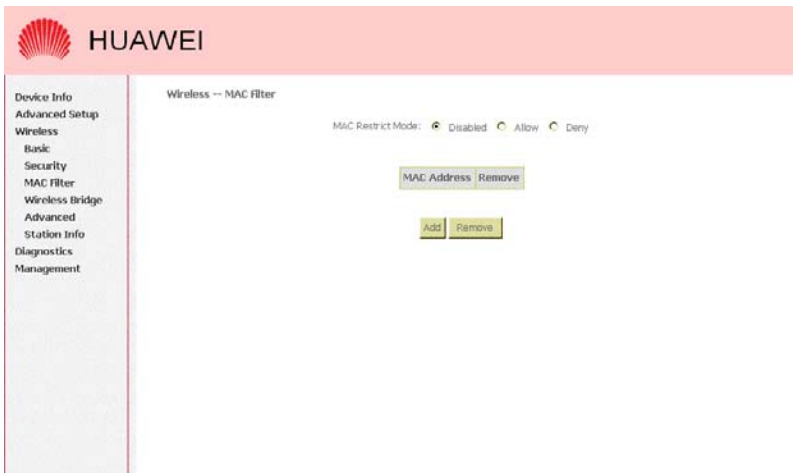 HUAWEI
Device Info
Advanced Setup
Wireless
Basic
Security
MAC Filter
Wireless Bridge
Advanced
Station Info
Diagnostics
Management
Wireless -- MAC Filter
MAC Restrict Mode: Disabled Allow Deny
MAC Address Remove
Add Remove